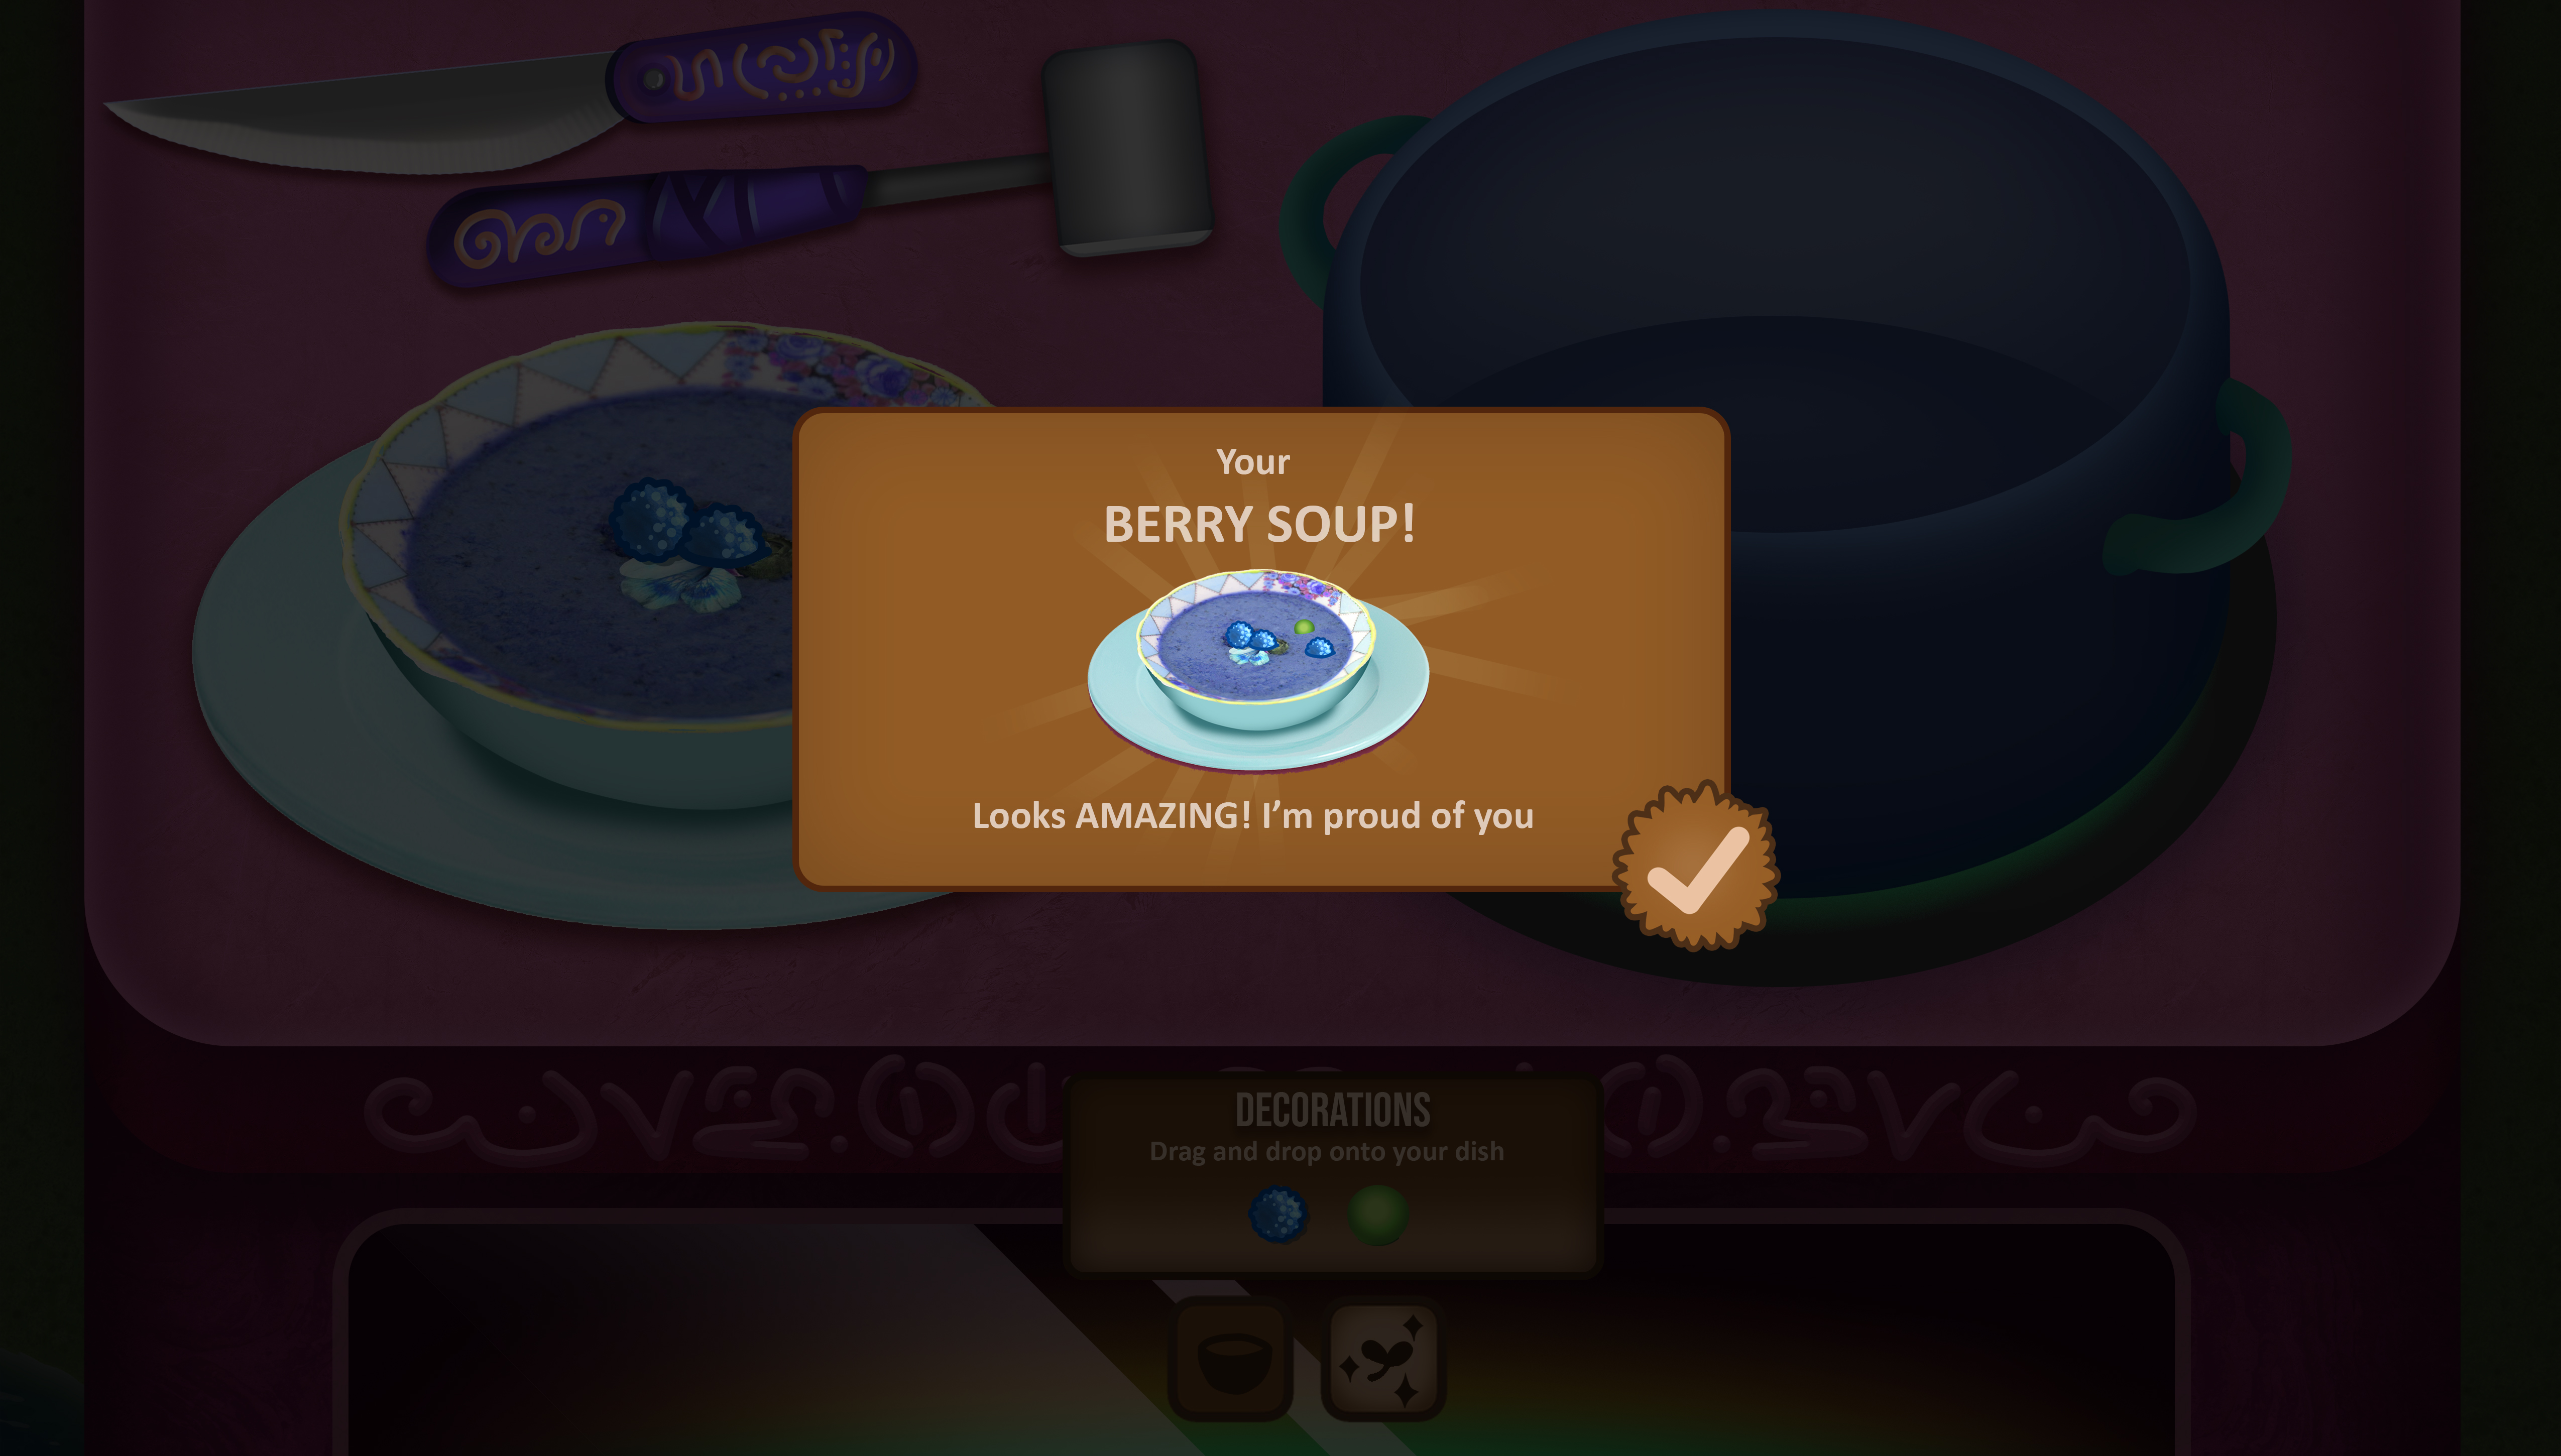 Your
BERRY SOUP!
Looks AMAZING! I’m proud of you
DECORATIONS
Drag and drop onto your dish